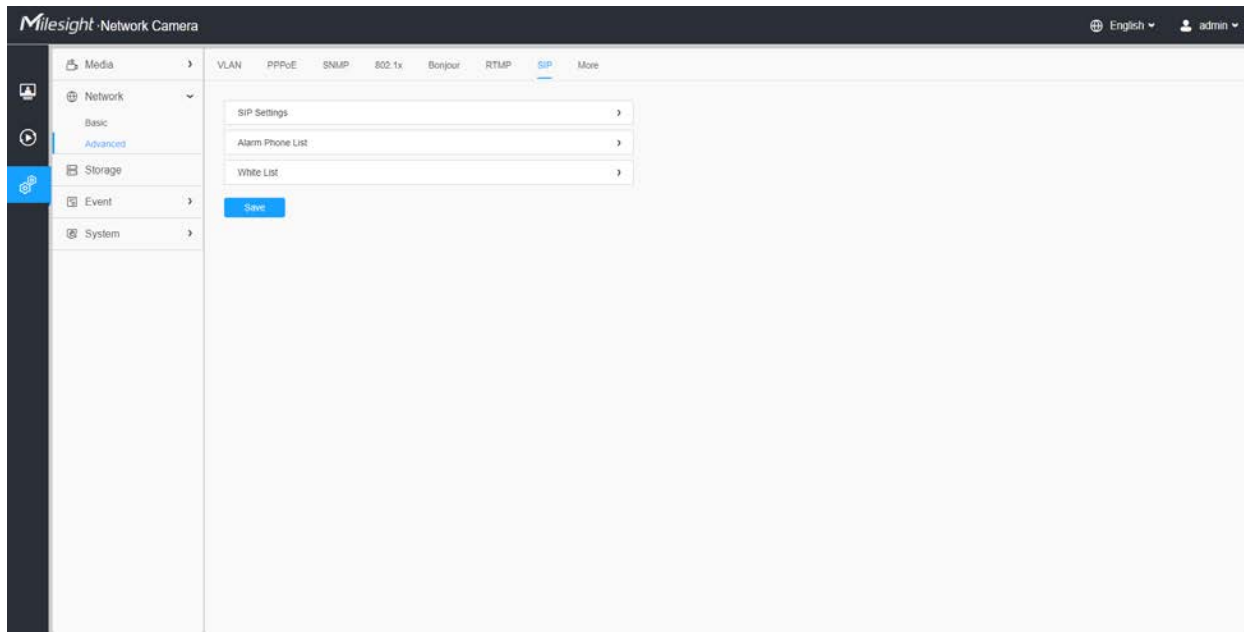 Milesight·Network Camera
English
admin
Media
Network
Basic
Advanced
Storage
Event
System
VLAN PPPoE SNMP 802.1x Bonjour RTMP SIP More
SIP Settings
Alarm Phone List
White List
Save